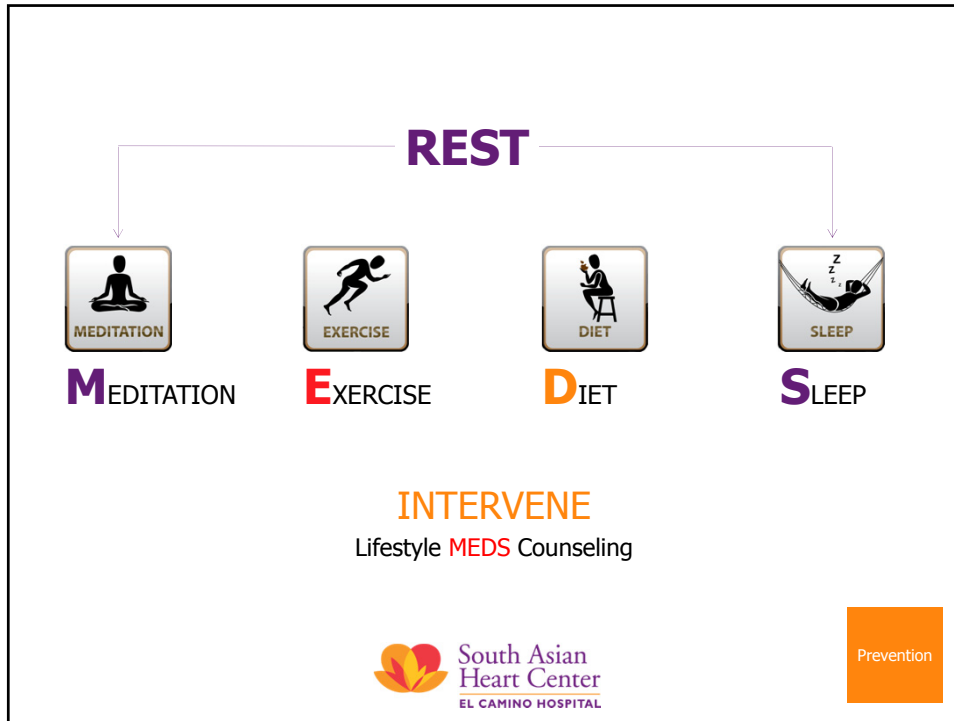 REST
MEDITATION
EXERCISE
DIET
Z
Z
Z
Z
SLEEP
MEDITATION
EXERCISE
DIET
SLEEP
INTERVENE
Lifestyle MEDS Counseling
South Asian
Heart Center
EL CAMINO HOSPITAL
Prevention